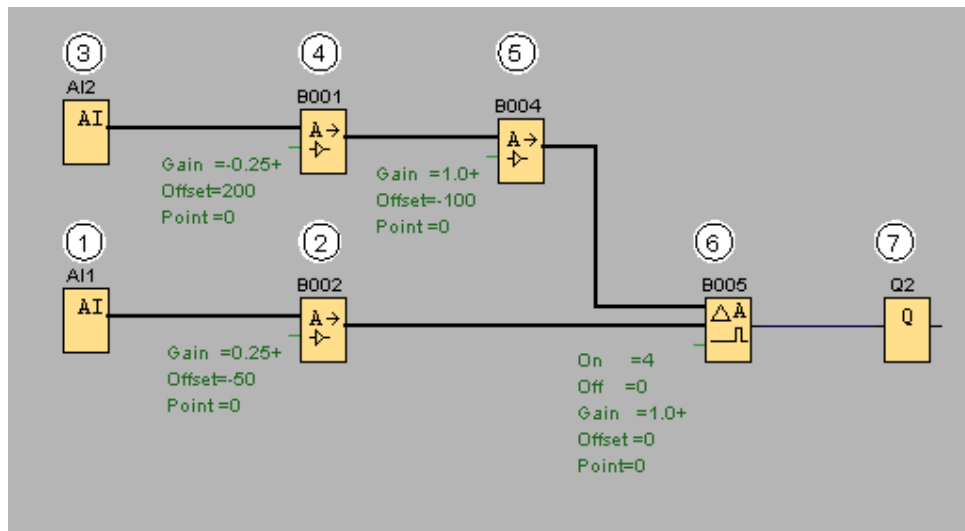 3
4
5
AI2
B001
B004
AI
A→
A→
Gain =-0.25+
Offset=200
Point =0
Gain =1.0+
Offset=-100
Point =0
1
2
6
7
AI1
B002
B005
Q2
AI
A→
△A
Q
Gain =0.25+
Offset=-50
Point =0
On =4
Off =0
Gain =1.0+
Offset =0
Point=0